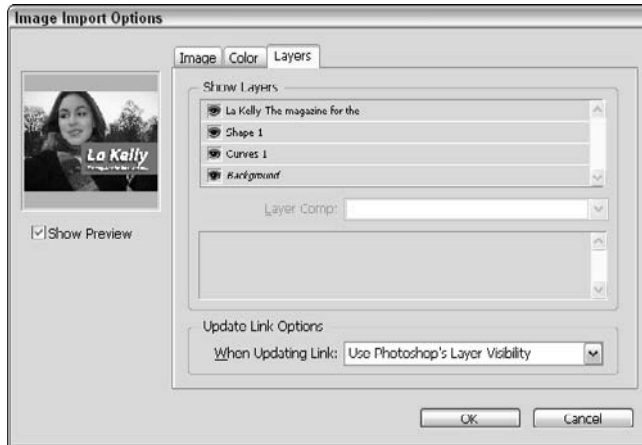 Image Import Options
Image Color Layers
Show Layers
La Kelly The magazine for the
Shape 1
Curves 1
Background
Layer Comp:
La Kelly
Show Preview
Update Link Options
When Updating Link: Use Photoshop's Layer Visibility
OK Cancel